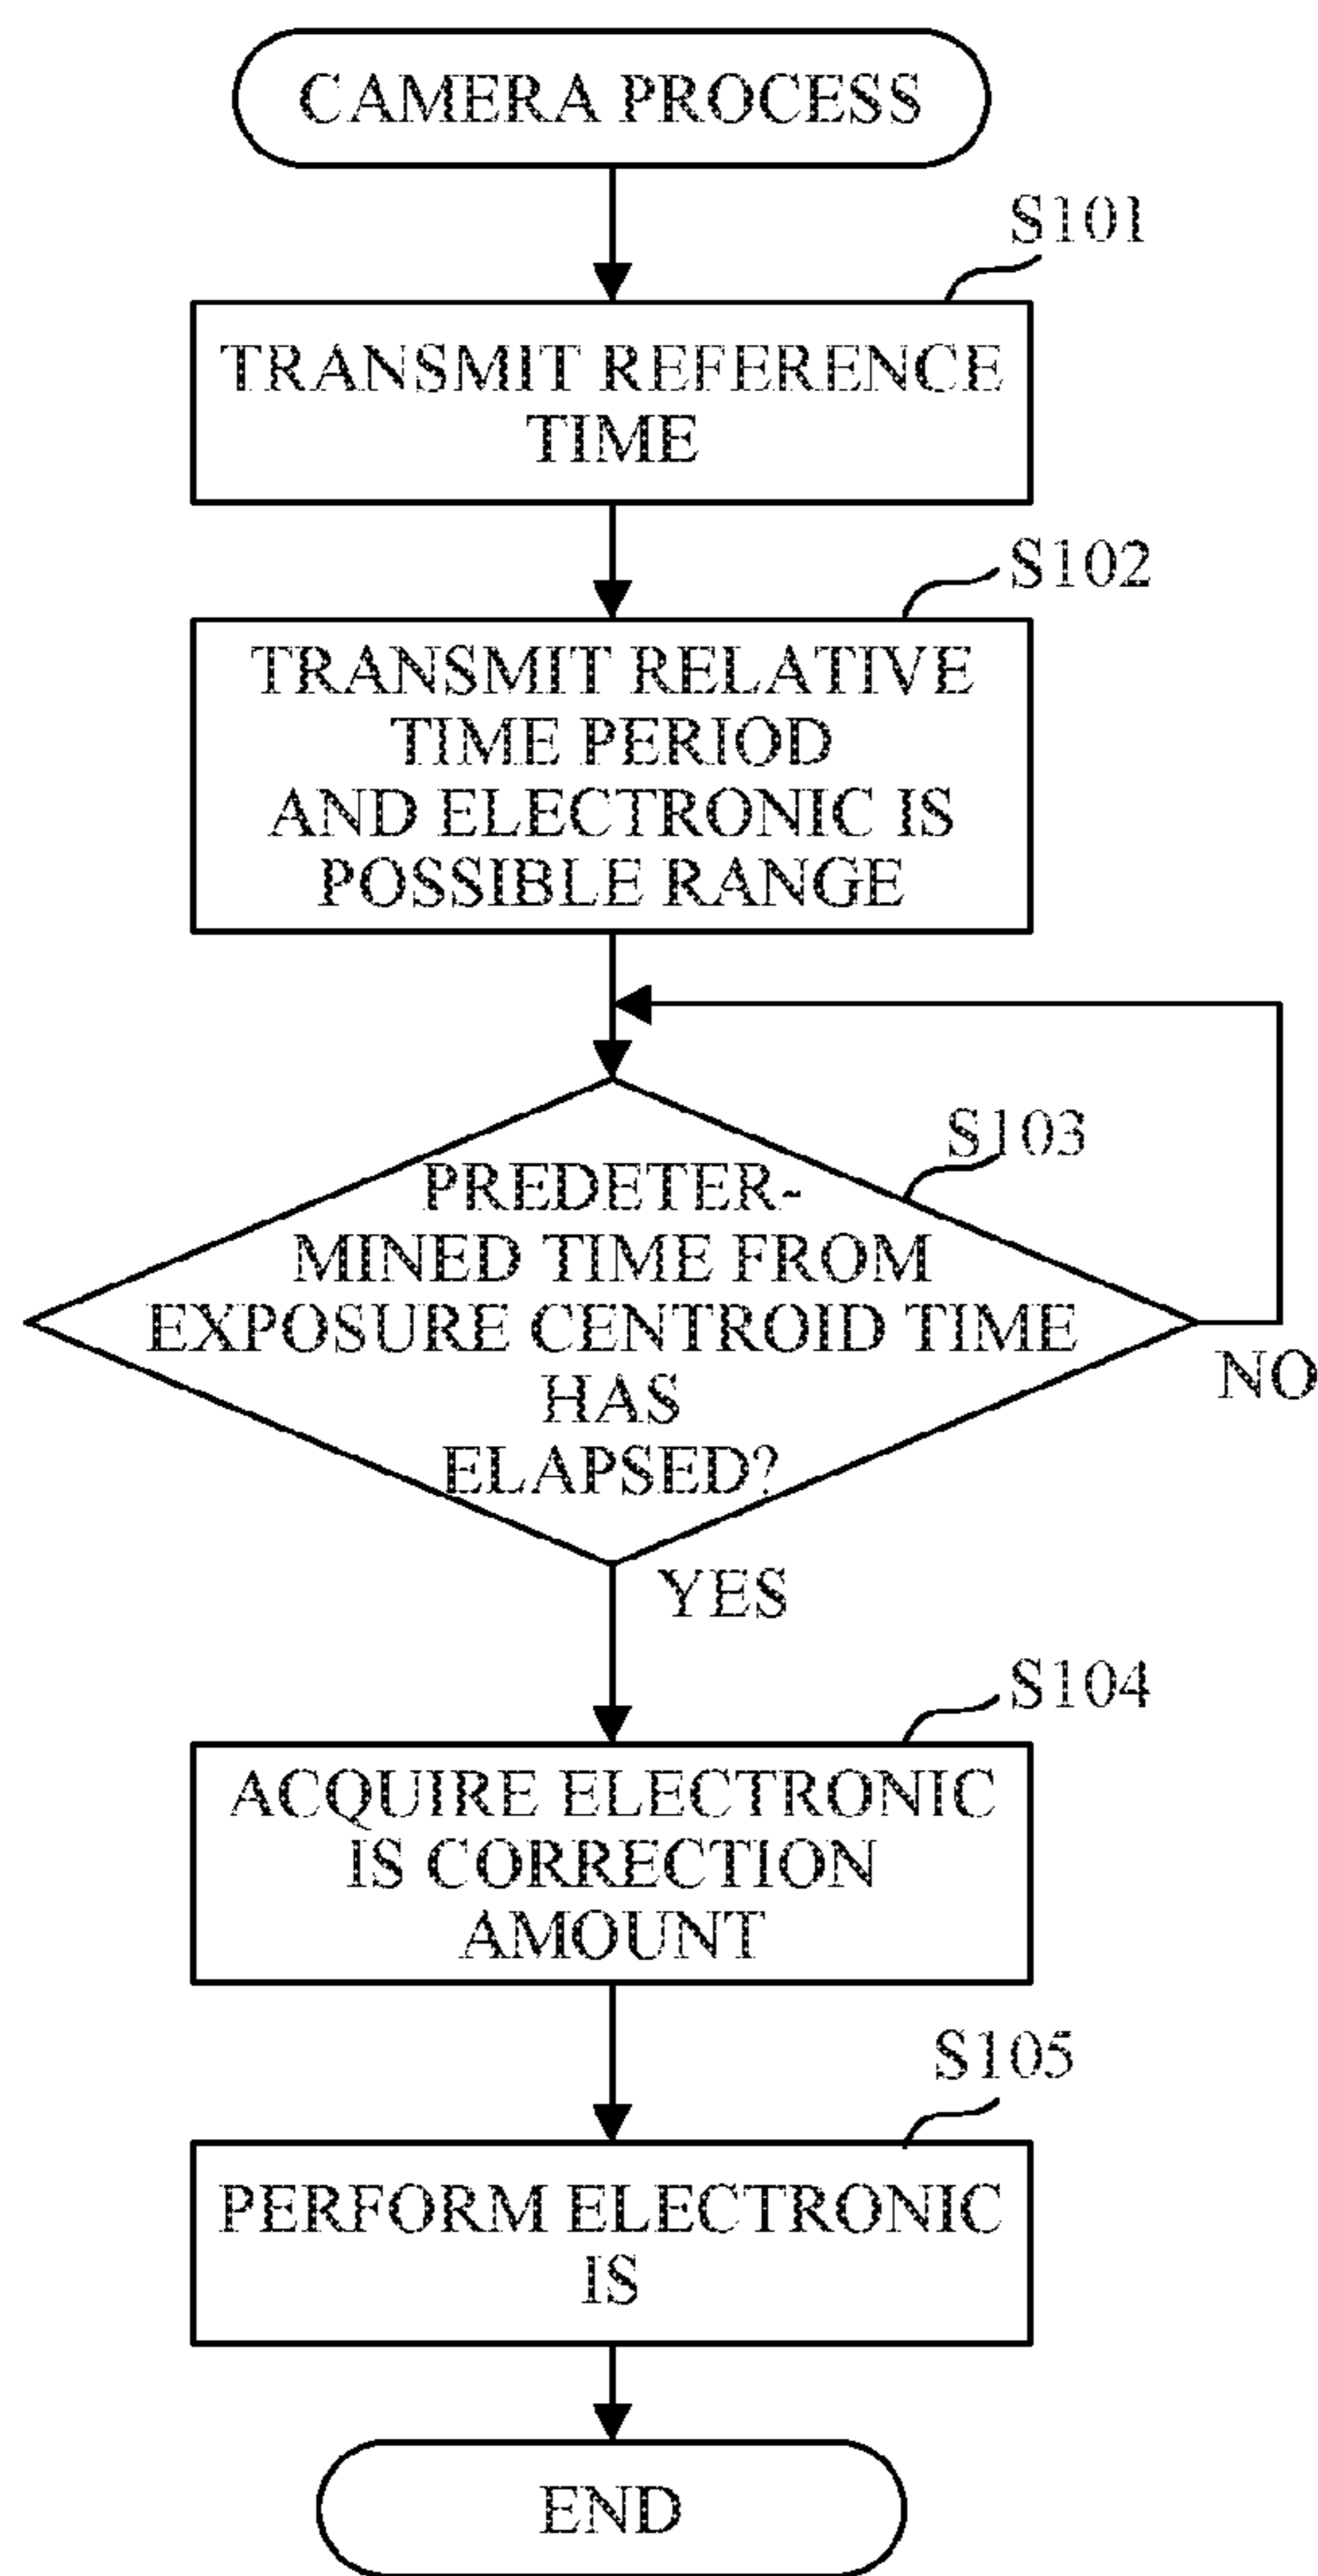 CAMERA PROCESS
S101
TRANSMIT REFERENCE
TIME
S102
TRANSMIT RELATIVE
TIME PERIOD
AND ELECTRONIC IS
POSSIBLE RANGE
S103
PREDETER-
MINED TIME FROM
EXPOSURE CENTROID TIME
HAS
ELAPSED?
NO
YES
S104
ACQUIRE ELECTRONIC
IS CORRECTION
AMOUNT
S105
PERFORM ELECTRONIC
IS
END